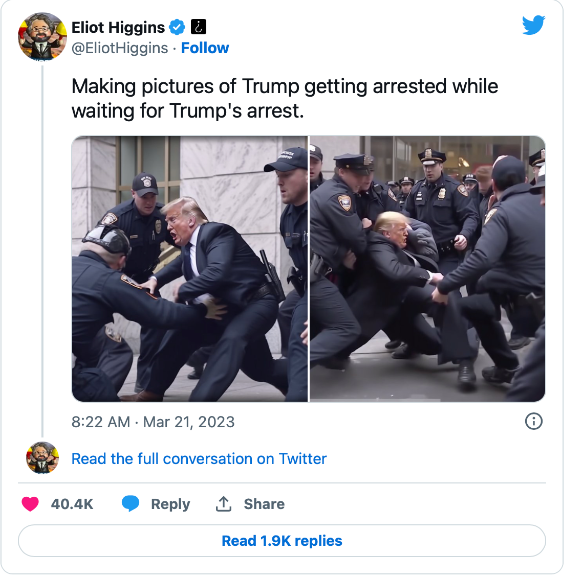 Eliot Higgins
@EliotHiggins · Follow
Making pictures of Trump getting arrested while
waiting for Trump's arrest.
8:22 AM · Mar 21, 2023
Read the full conversation on Twitter
40.4K Reply Share
Read 1.9K replies